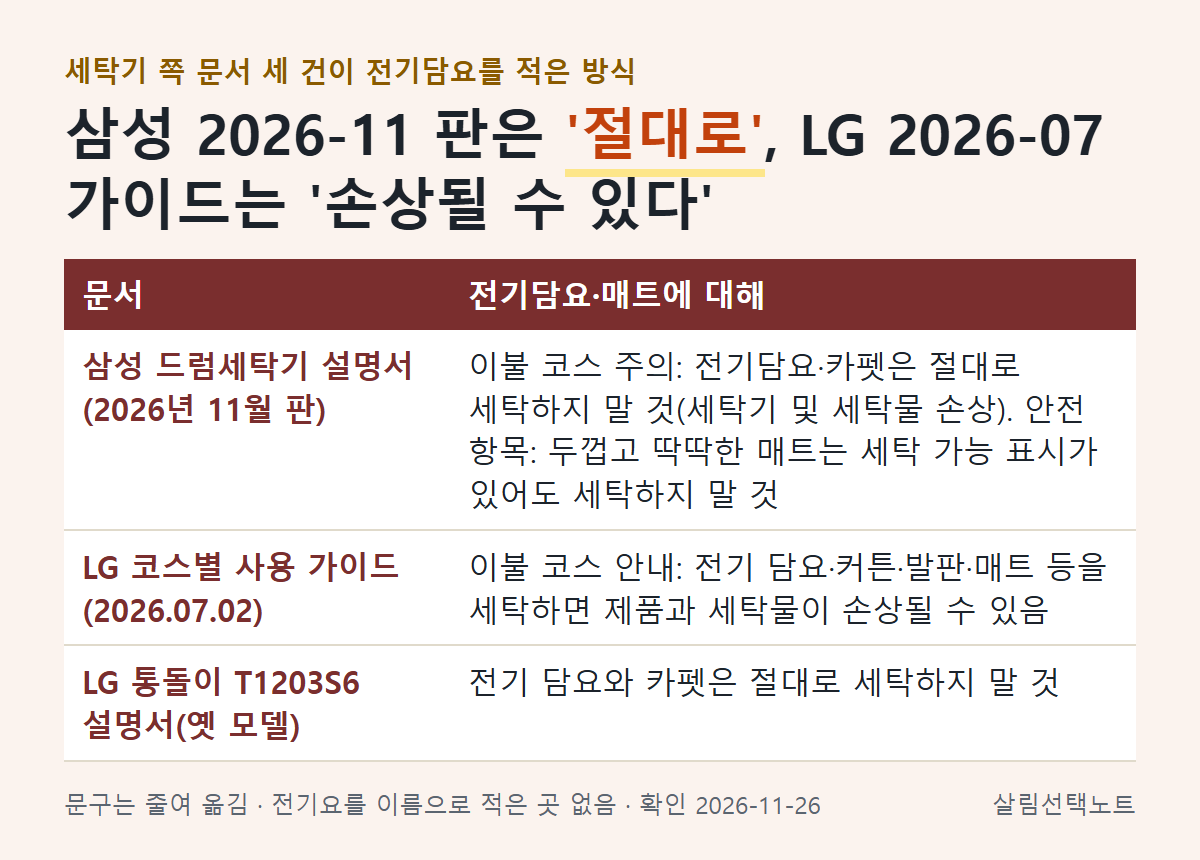 세탁기 쪽 문서 세 건이 전기담요를 적은 방식
삼성 2026-11 판은 '절대로', LG 2026-07
가이드는 '손상될 수 있다'
문서
전기담요·매트에 대해
삼성 드럼세탁기 설명서
(2026년 11월 판)
이불 코스 주의: 전기담요·카펫은 절대로
세탁하지 말 것(세탁기 및 세탁물 손상). 안전
항목: 두껍고 딱딱한 매트는 세탁 가능 표시가
있어도 세탁하지 말 것
LG 코스별 사용 가이드
(2026.07.02)
이불 코스 안내: 전기 담요·커튼·발판·매트 등을
세탁하면 제품과 세탁물이 손상될 수 있음
LG 통돌이 T1203S6
설명서(옛 모델)
전기 담요와 카펫은 절대로 세탁하지 말 것
문구는 줄여 옮김 · 전기요를 이름으로 적은 곳 없음 · 확인 2026-11-26
살림선택노트